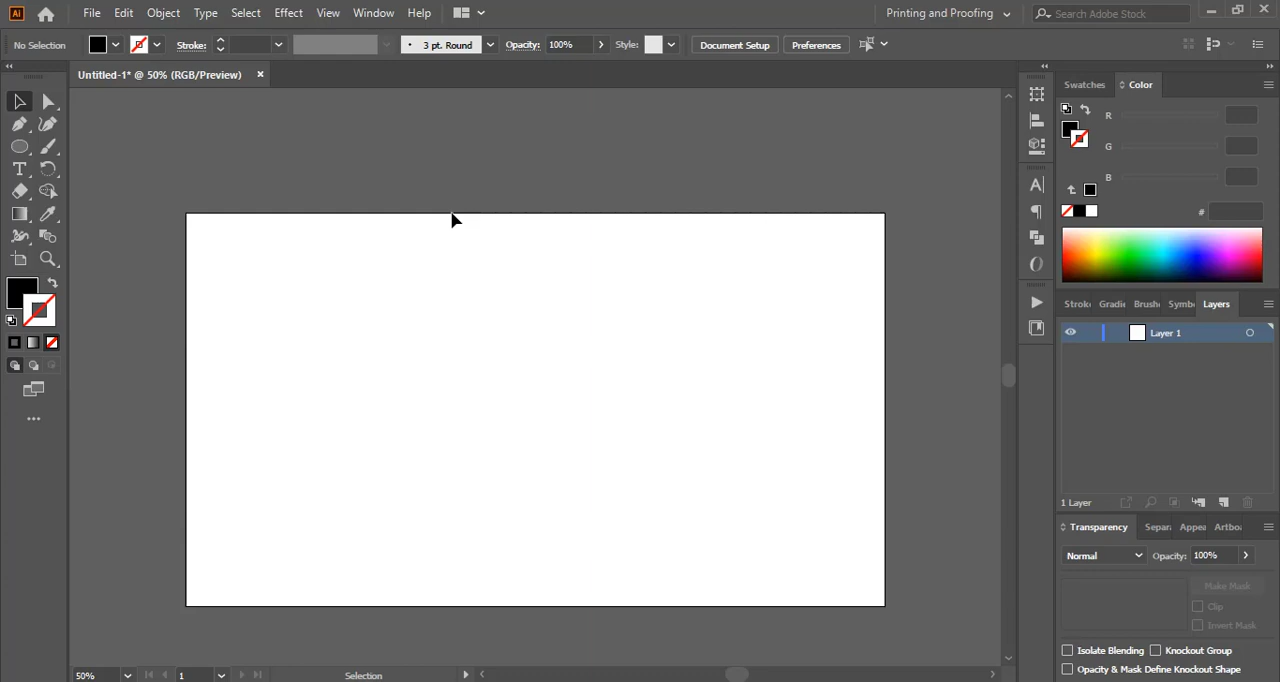 Ai File Edit Object Type Select Effect View Window Help Printing and Proofing Search Adobe Stock
No Selection Stroke: 3 pt. Round Opacity: 100% Style: Document Setup Preferences
Untitled-1* @ 50% (RGB/Preview) ×
Swatches Color
R
G
B
#
Stroke Gradi Brush Symb Layers
Layer 1
1 Layer
Transparency Separ Appea Artbo
Normal Opacity: 100%
Make Mask
Clip
Invert Mask
Isolate Blending Knockout Group
Opacity & Mask Define Knockout Shape
50% 1 Selection